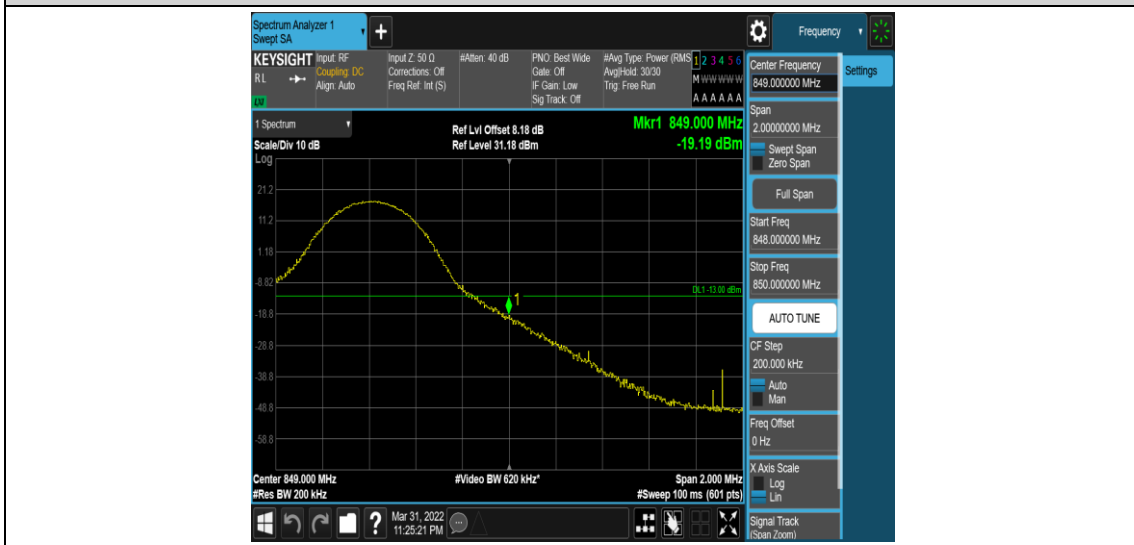 Spectrum Analyzer 1
Swept SA
+
Frequency
KEYSIGHT
RL
LXI
Input: RF
Coupling: DC
Align: Auto
Input Z: 50 Ω
Corrections: Off
Freq Ref: Int (S)
#Atten: 40 dB
PNO: Best Wide
Gate: Off
IF Gain: Low
Sig Track: Off
#Avg Type: Power (RMS
Avg|Hold: 30/30
Trig: Free Run
1 2 3 4 5 6
M W W W W W
A A A A A A
1 Spectrum
Scale/Div 10 dB
Ref Lvl Offset 8.18 dB
Ref Level 31.18 dBm
Mkr1 849.000 MHz
-19.19 dBm
Log
21.2
11.2
1.18
-8.82
-18.8
-28.8
-38.8
-48.8
-58.8
DL1 -13.00 dBm
1
Center 849.000 MHz
#Res BW 200 kHz
#Video BW 620 kHz*
Span 2.000 MHz
#Sweep 100 ms (601 pts)
?
Mar 31, 2022
11:25:21 PM
Center Frequency
849.000000 MHz
Settings
Span
2.00000000 MHz
Swept Span
Zero Span
Full Span
Start Freq
848.000000 MHz
Stop Freq
850.000000 MHz
AUTO TUNE
CF Step
200.000 kHz
Auto
Man
Freq Offset
0 Hz
X Axis Scale
Log
Lin
Signal Track
(Span Zoom)